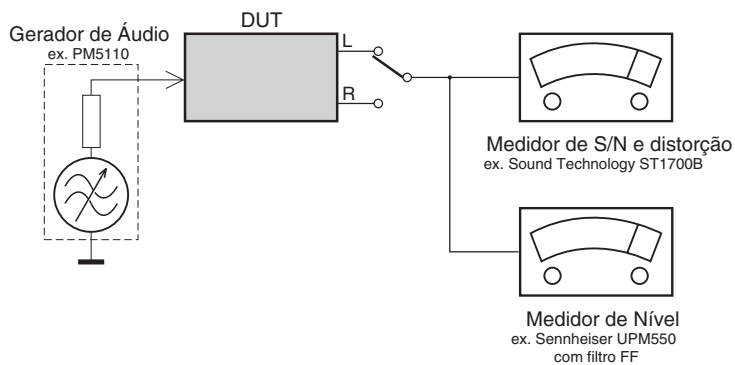 DUT
Gerador de Áudio
ex. PM5110
L
R
Medidor de S/N e distorção
ex. Sound Technology ST1700B
Medidor de Nível
ex. Sennheiser UPM550
com filtro FF